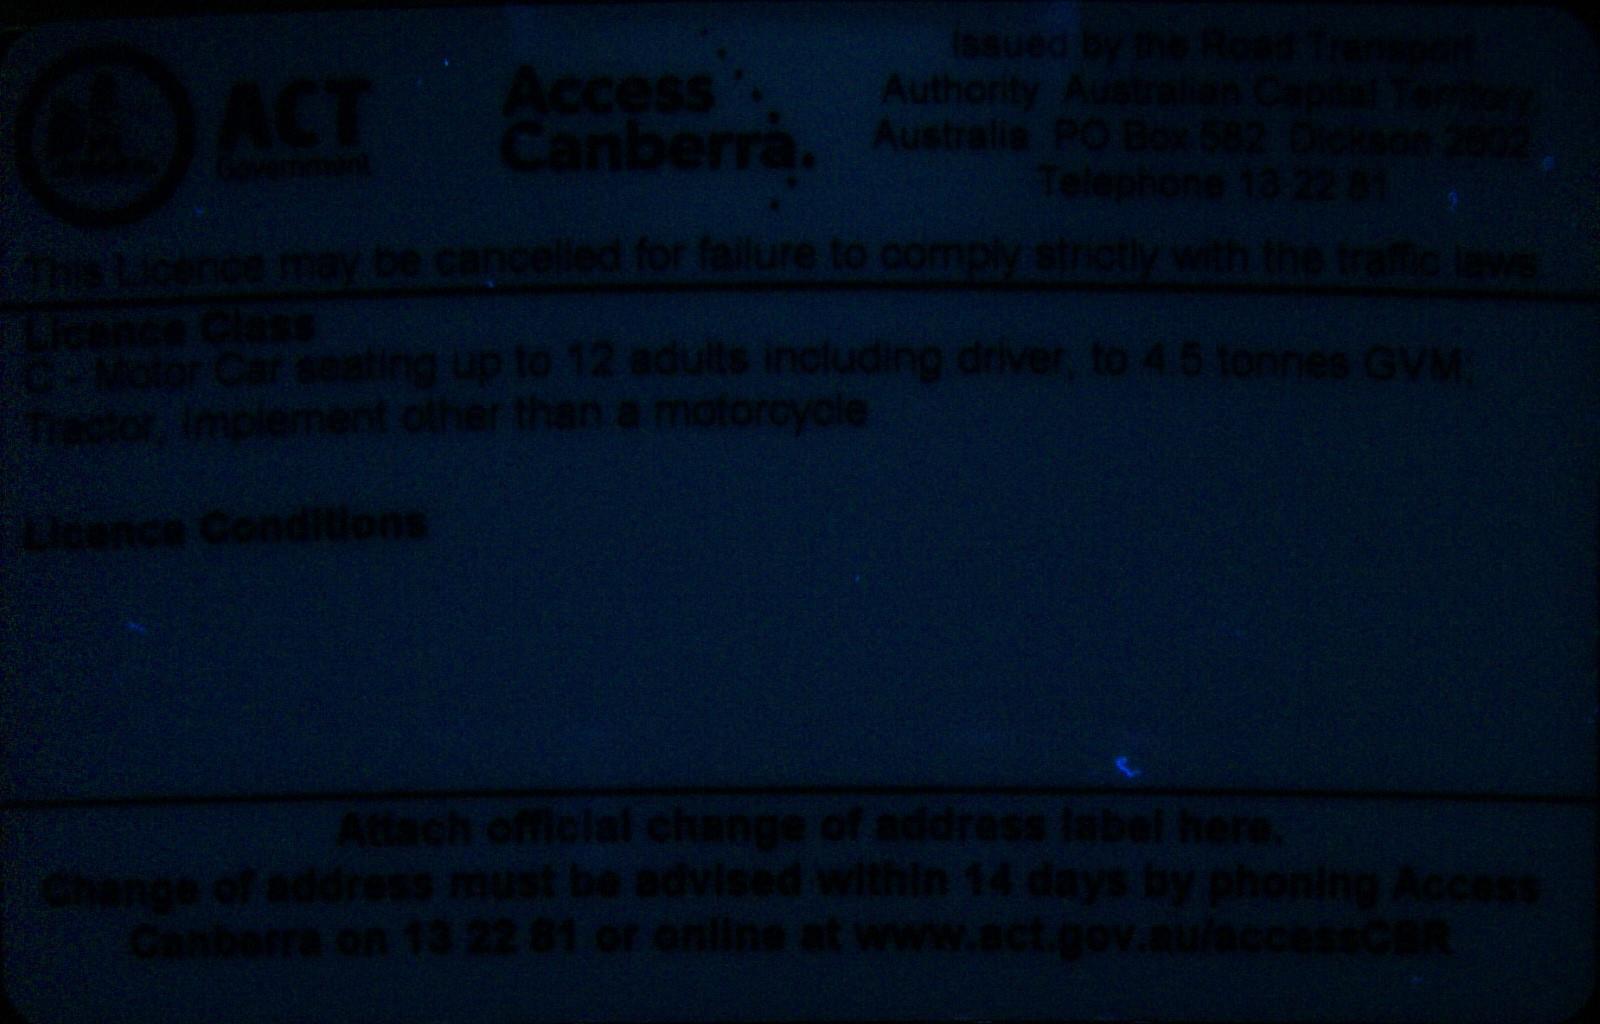 ACT
Government
Access
Canberra.
Issued by the Road Transport
Authority Australian Capital Territory
Australia PO Box 582 Dickson 2602
Telephone 13 22 81
This Licence may be cancelled for failure to comply strictly with the traffic laws
Licence Class
C - Motor Car seating up to 12 adults including driver, to 4.5 tonnes GVM;
Tractor, Implement other than a motorcycle
Licence Conditions
Attach official change of address label here.
Change of address must be advised within 14 days by phoning Access
Canberra on 13 22 81 or online at www.act.gov.au/accessCBR